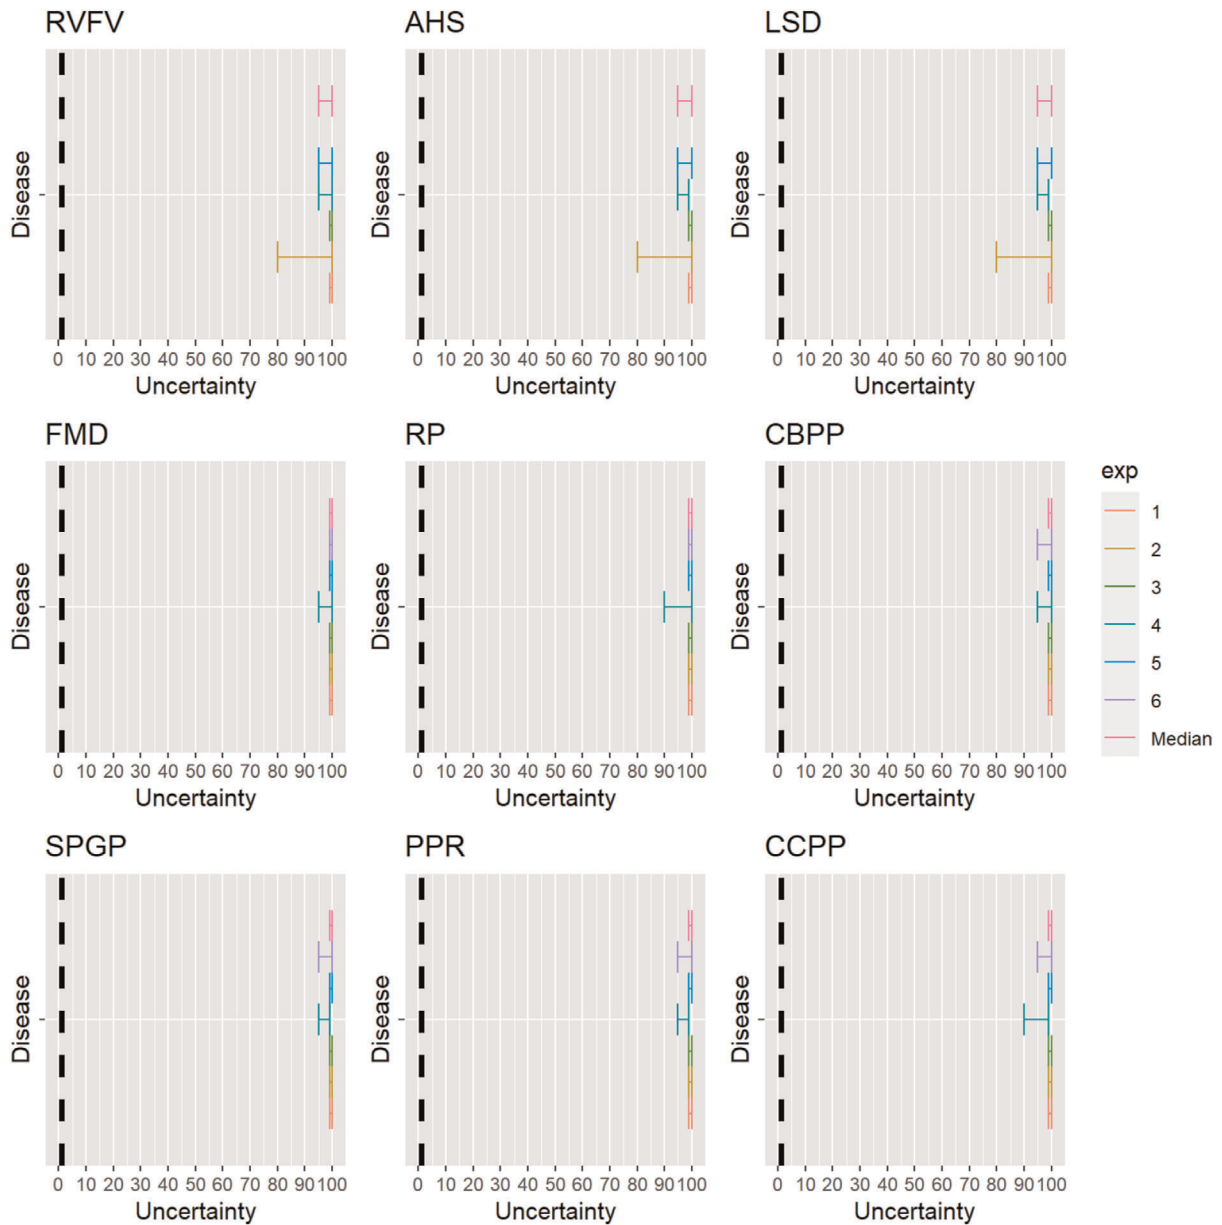 RVFV AHS LSD
Disease Disease Disease
0 10 20 30 40 50 60 70 80 90 100 0 10 20 30 40 50 60 70 80 90 100 0 10 20 30 40 50 60 70 80 90 100
Uncertainty Uncertainty Uncertainty
FMD RP CBPP
Disease Disease Disease
0 10 20 30 40 50 60 70 80 90 100 0 10 20 30 40 50 60 70 80 90 100 0 10 20 30 40 50 60 70 80 90 100
Uncertainty Uncertainty Uncertainty
exp
1
2
3
4
5
6
Median
SPGP PPR CCPP
Disease Disease Disease
0 10 20 30 40 50 60 70 80 90 100 0 10 20 30 40 50 60 70 80 90 100 0 10 20 30 40 50 60 70 80 90 100
Uncertainty Uncertainty Uncertainty